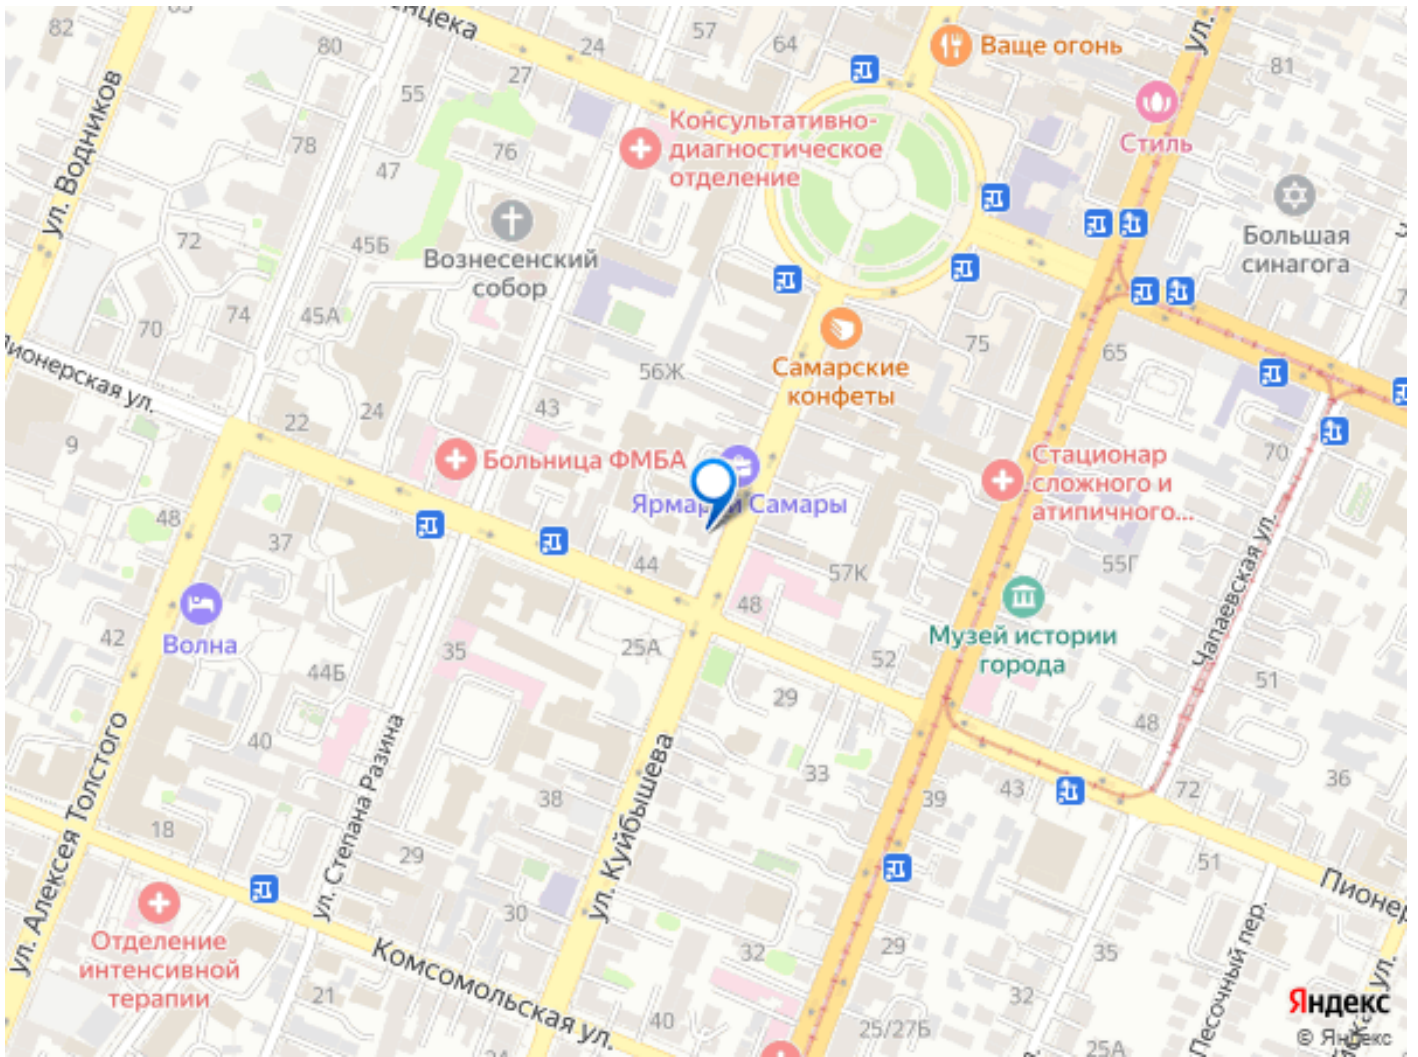 82
80
24
57
64
Ваще огонь
ул.
81
27
55
ул. Водников
78
76
47
Консультативно-
диагностическое
отделение
Стиль
72
45Б
Вознесенский
собор
Большая
синагога
70
74
45А
56Ж
Самарские
конфеты
75
65
Пионерская ул.
22
24
43
9
Больница ФМБА
70
Стационар
сложного и
атипичного...
Ярмарки Самары
48
37
44
57К
55Г
48
Чапаевская ул.
42
Волна
35
25А
52
Музей истории
города
44Б
29
51
48
40
ул. Алексея Толстого
ул. Степана Разина
ул. Куйбышева
33
36
38
39
43
72
18
29
51
30
Отделение
интенсивной
терапии
Комсомольская ул.
32
29
35
Песочный пер.
21
32
40
25/27Б
25А
Яндекс
© Яндекс